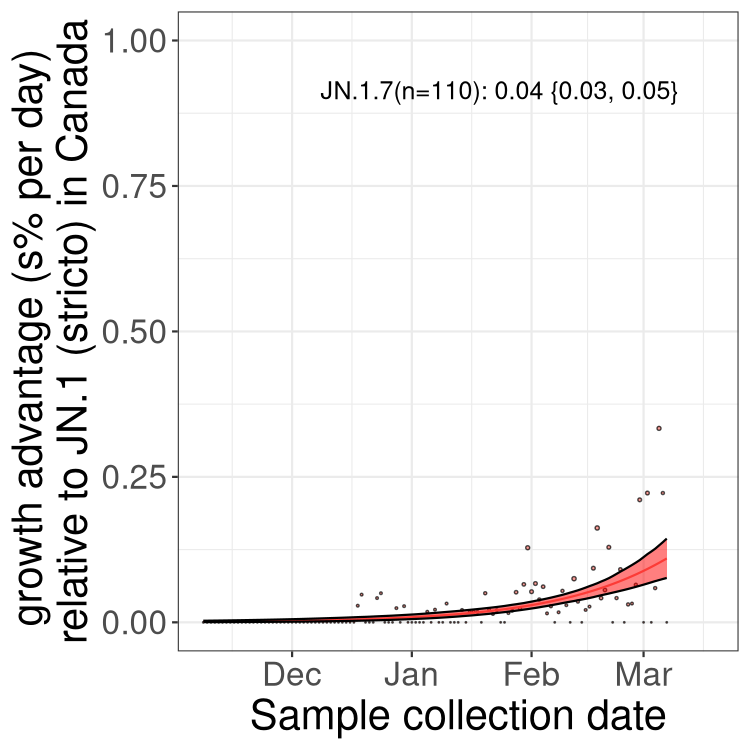 growth advantage (s% per day)
relative to JN.1 (stricto) in Canada
1.00
0.75
0.50
0.25
0.00
JN.1.7(n=110): 0.04 {0.03, 0.05}
Dec Jan Feb Mar
Sample collection date